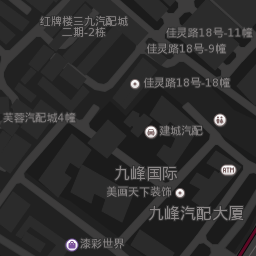 红牌楼三九汽配城
二期-2栋
佳灵路18号-11幢
佳灵路18号-9幢
佳灵路18号-18幢
芙蓉汽配城4幢
建城汽配
ATM
九峰国际
美画天下装饰
九峰汽配大厦
漆彩世界